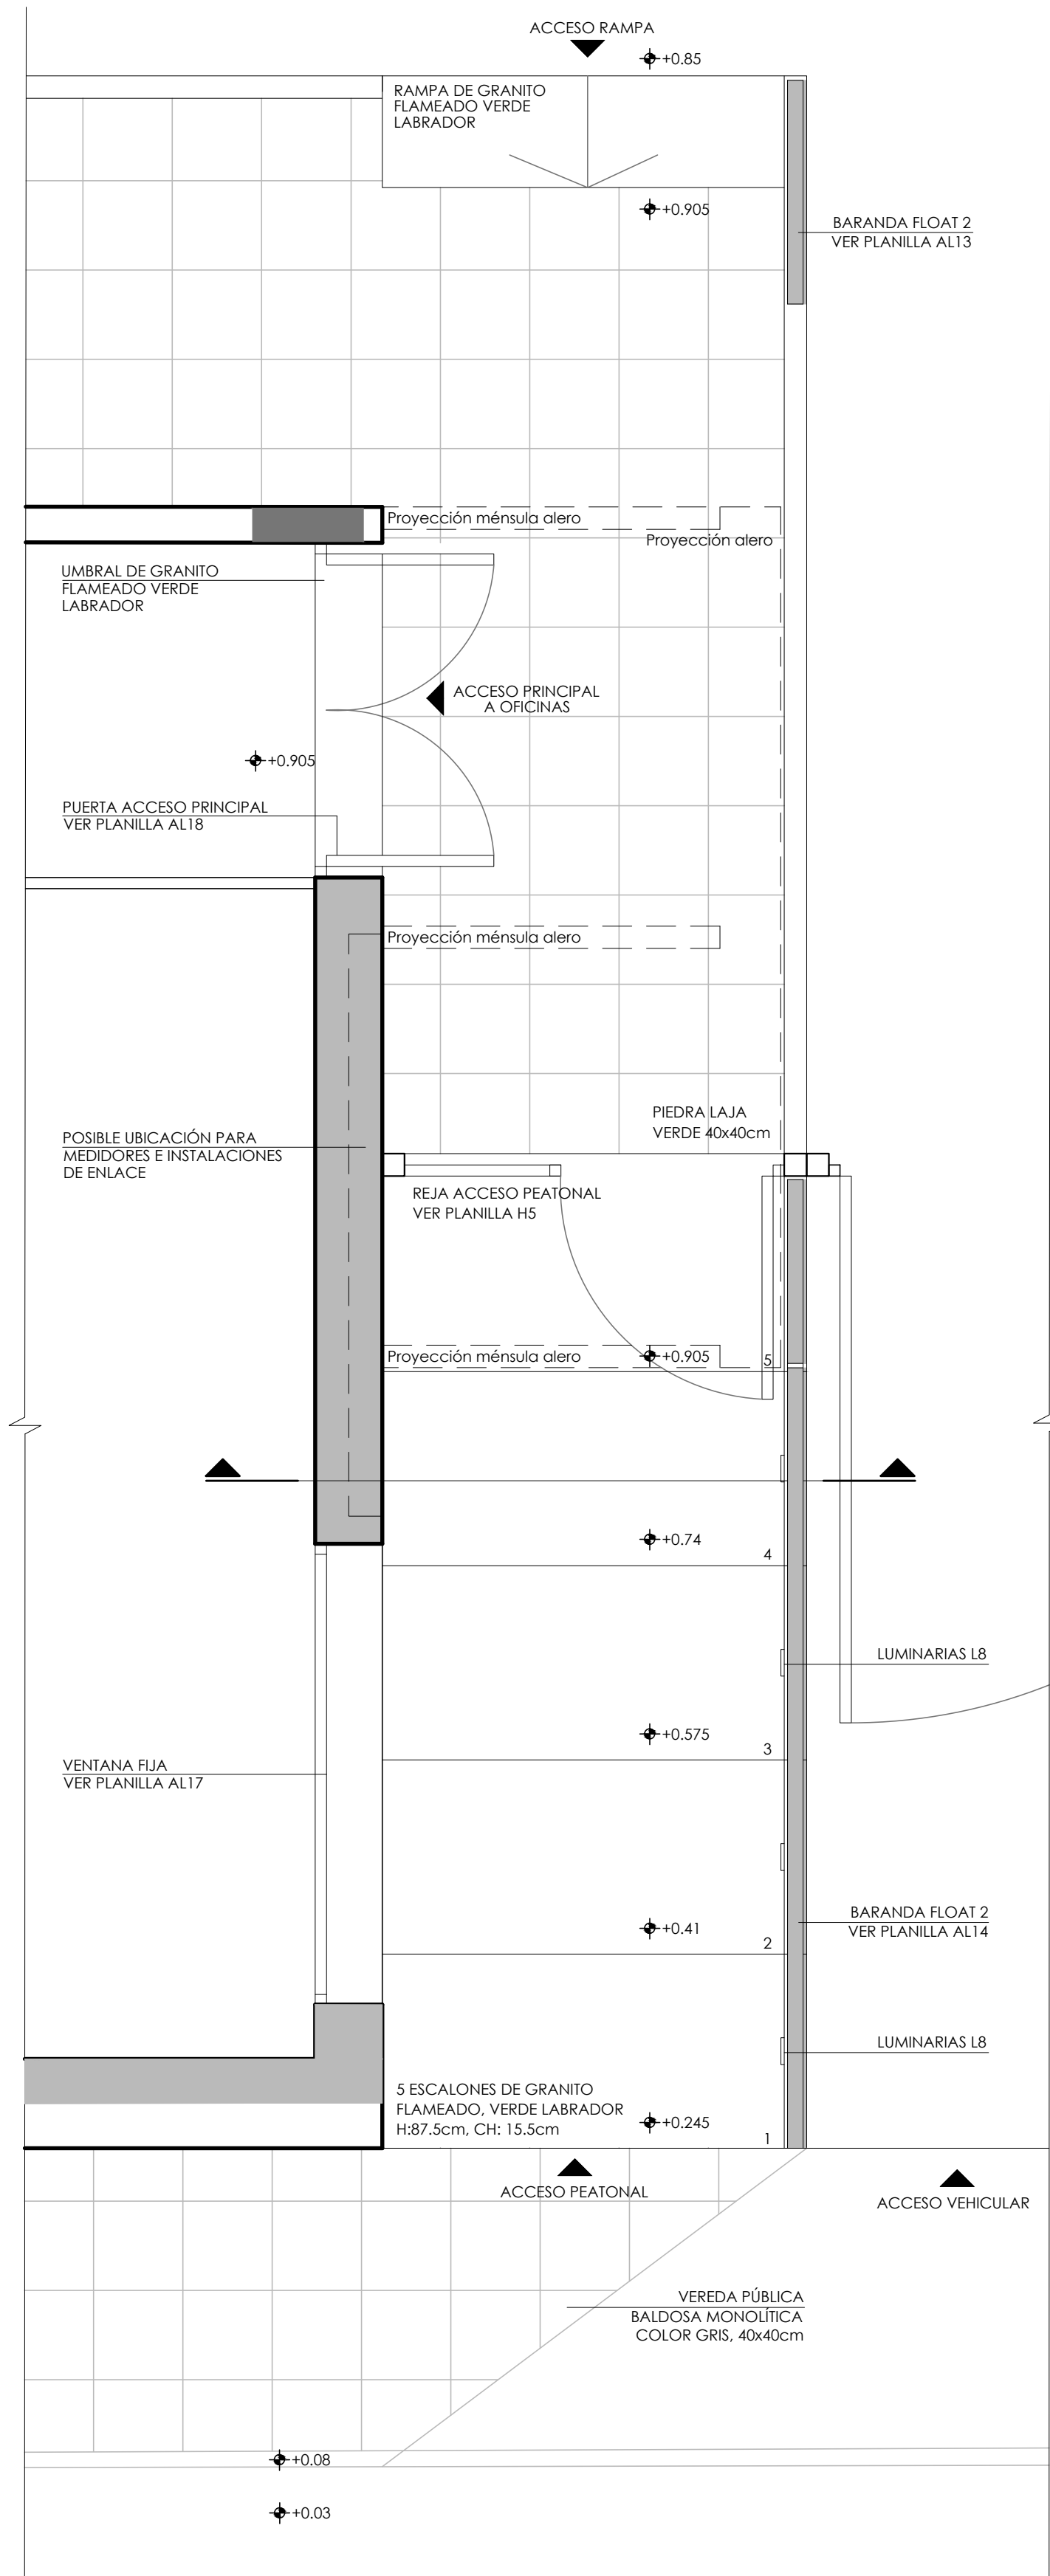 ACCESO RAMPA
+0.85
RAMPA DE GRANITO
FLAMEADO VERDE
LABRADOR
+0.905
BARANDA FLOAT 2
VER PLANILLA AL13
Proyección ménsula alero
Proyección alero
UMBRAL DE GRANITO
FLAMEADO VERDE
LABRADOR
ACCESO PRINCIPAL
A OFICINAS
+0.905
PUERTA ACCESO PRINCIPAL
VER PLANILLA AL18
Proyección ménsula alero
PIEDRA LAJA
VERDE 40x40cm
POSIBLE UBICACIÓN PARA
MEDIDORES E INSTALACIONES
DE ENLACE
REJA ACCESO PEATONAL
VER PLANILLA H5
Proyección ménsula alero
+0.905
5
+0.74
4
LUMINARIAS L8
+0.575
3
VENTANA FIJA
VER PLANILLA AL17
BARANDA FLOAT 2
VER PLANILLA AL14
+0.41
2
LUMINARIAS L8
5 ESCALONES DE GRANITO
FLAMEADO, VERDE LABRADOR
H:87.5cm, CH: 15.5cm
+0.245
1
ACCESO PEATONAL
ACCESO VEHICULAR
VEREDA PÚBLICA
BALDOSA MONOLÍTICA
COLOR GRIS, 40x40cm
+0.08
+0.03